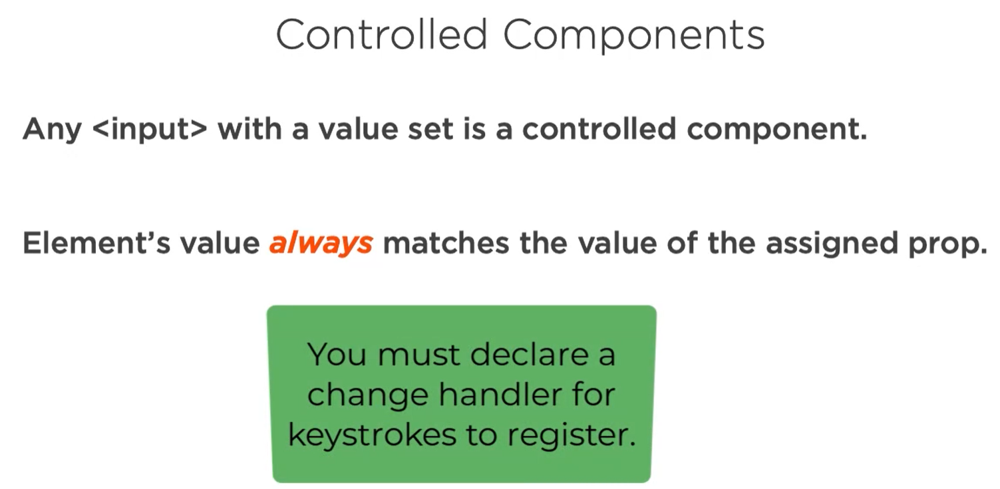 Controlled Components
Any <input> with a value set is a controlled component.
Element’s value always matches the value of the assigned prop.
You must declare a
change handler for
keystrokes to register.